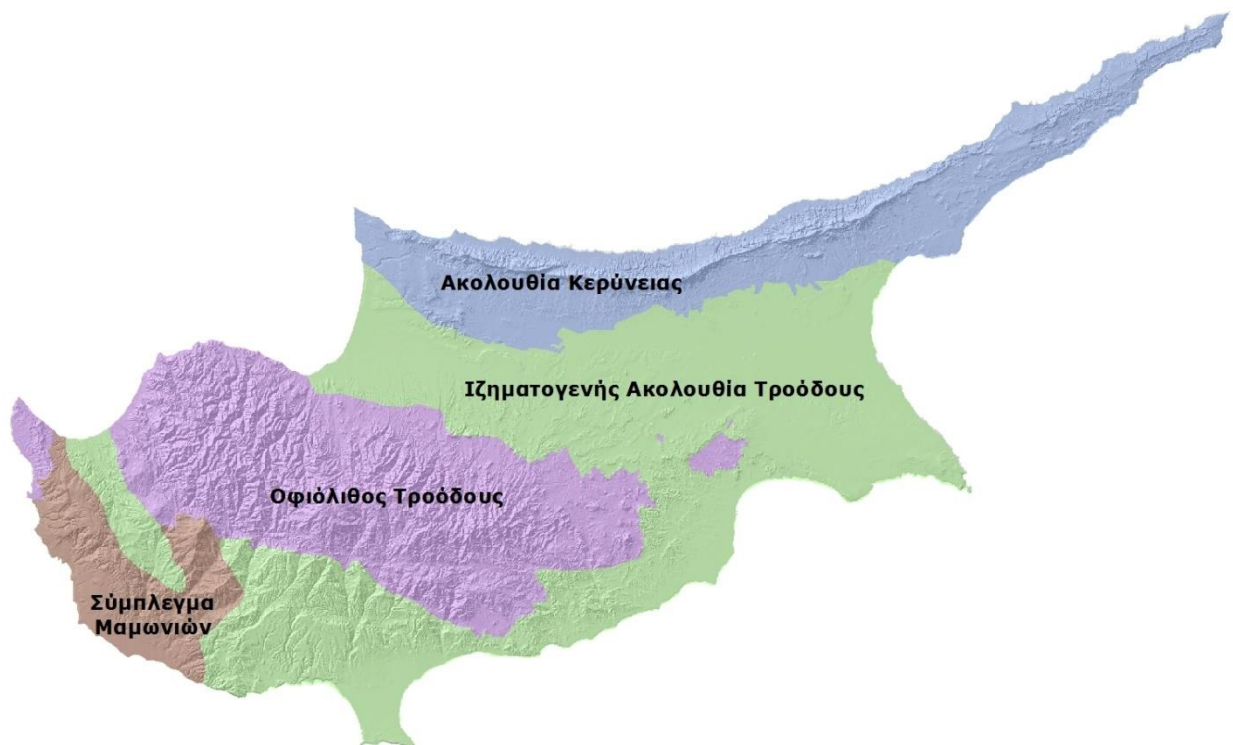 Ακολουθία Κερύνειας
Ιζηματογενής Ακολουθία Τροόδους
Οφιόλιθος Τροόδους
Σύμπλεγμα
Μαμωνιών